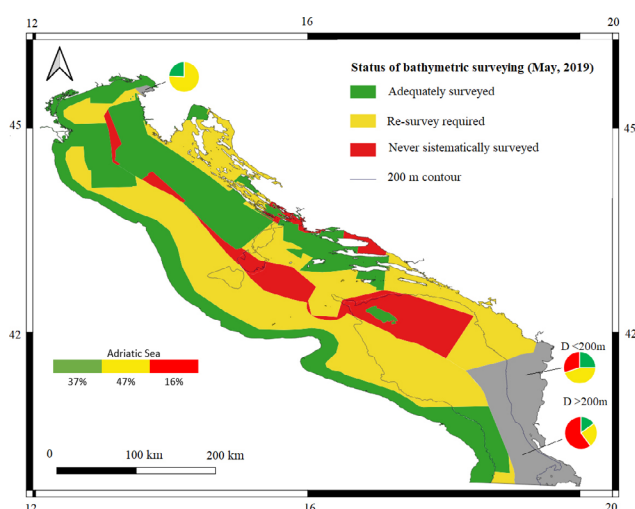 12
16
20
Status of bathymetric surveying (May, 2019)
Adequately surveyed
Re-survey required
Never sistematically surveyed
200 m contour
45
45
42
42
D <200m
D >200m
Adriatic Sea
37% 47% 16%
0 100 km 200 km
12
16
20